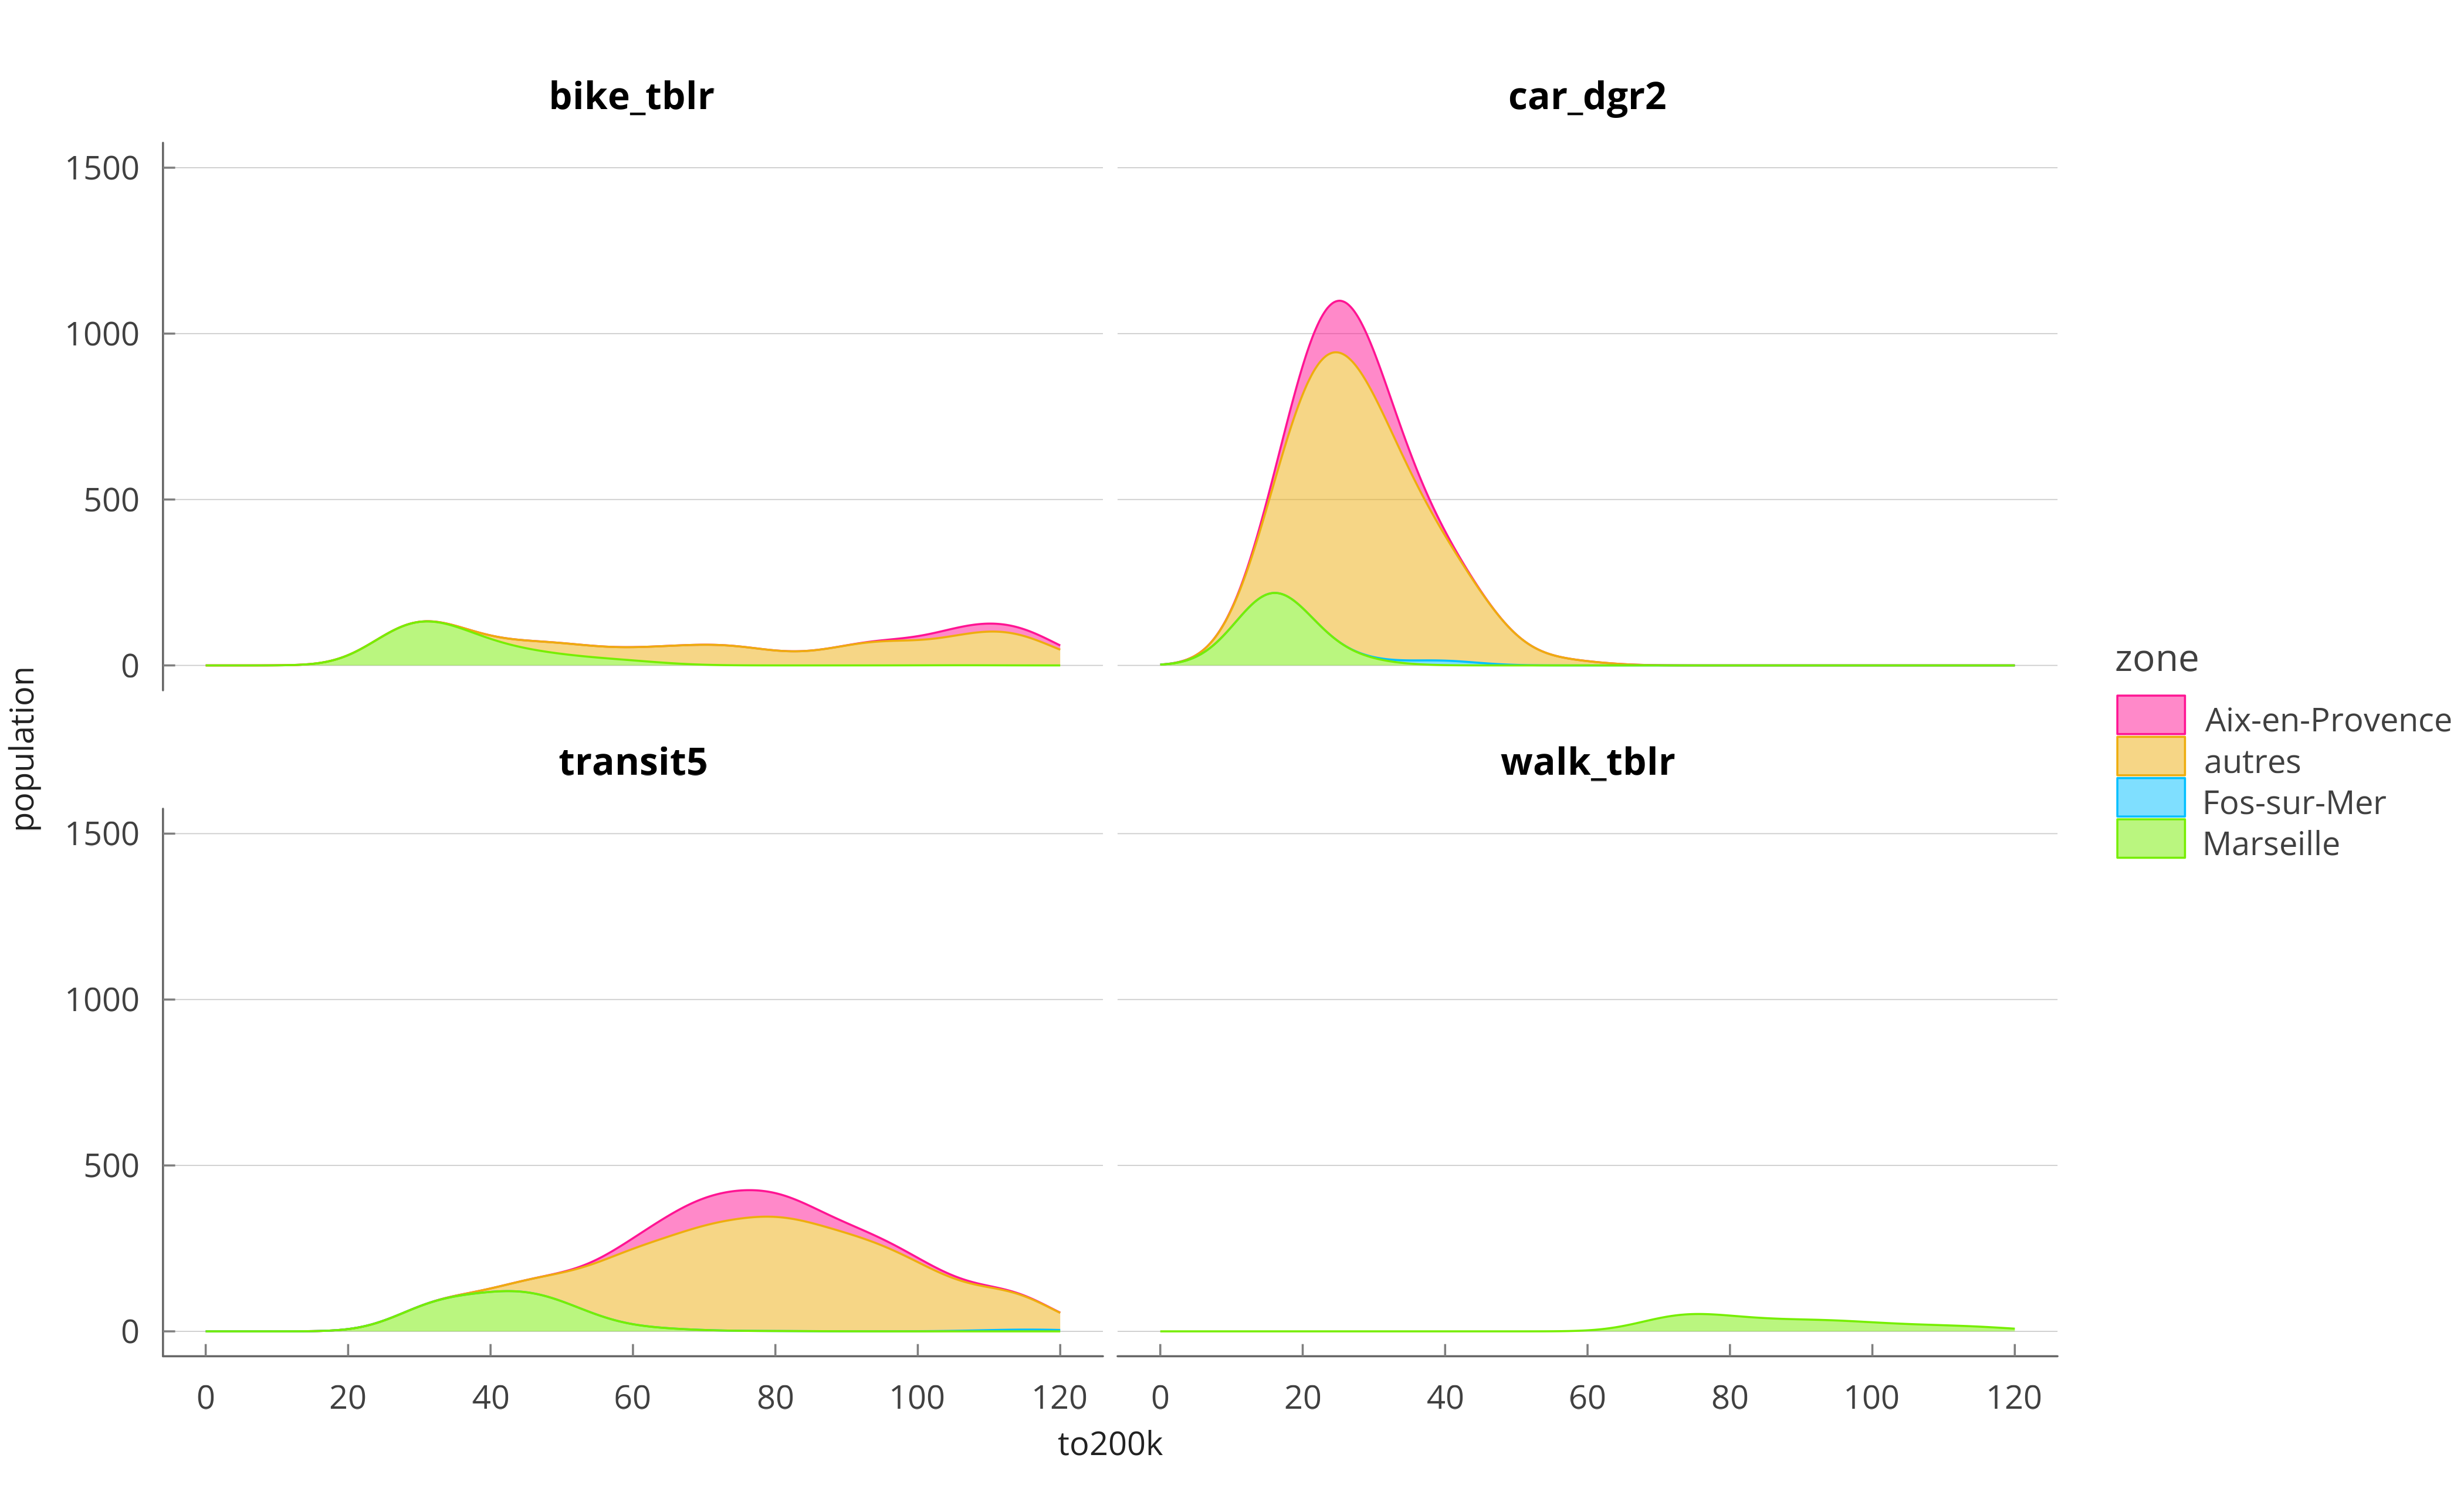 bike_tblr
car_dgr2
1500
1000
500
0
transit5
walk_tblr
1500
1000
500
0
0 20 40 60 80 100 120
0 20 40 60 80 100 120
to200k
population
zone
Aix-en-Provence
autres
Fos-sur-Mer
Marseille